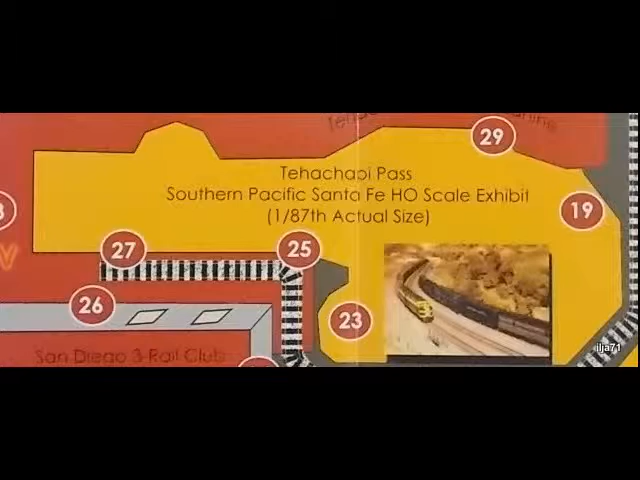 29
Tehachapi Pass
Southern Pacific Santa Fe HO Scale Exhibit
(1/87th Actual Size)
19
27
25
26
23
San Diego 3-Rail Club
ilja71